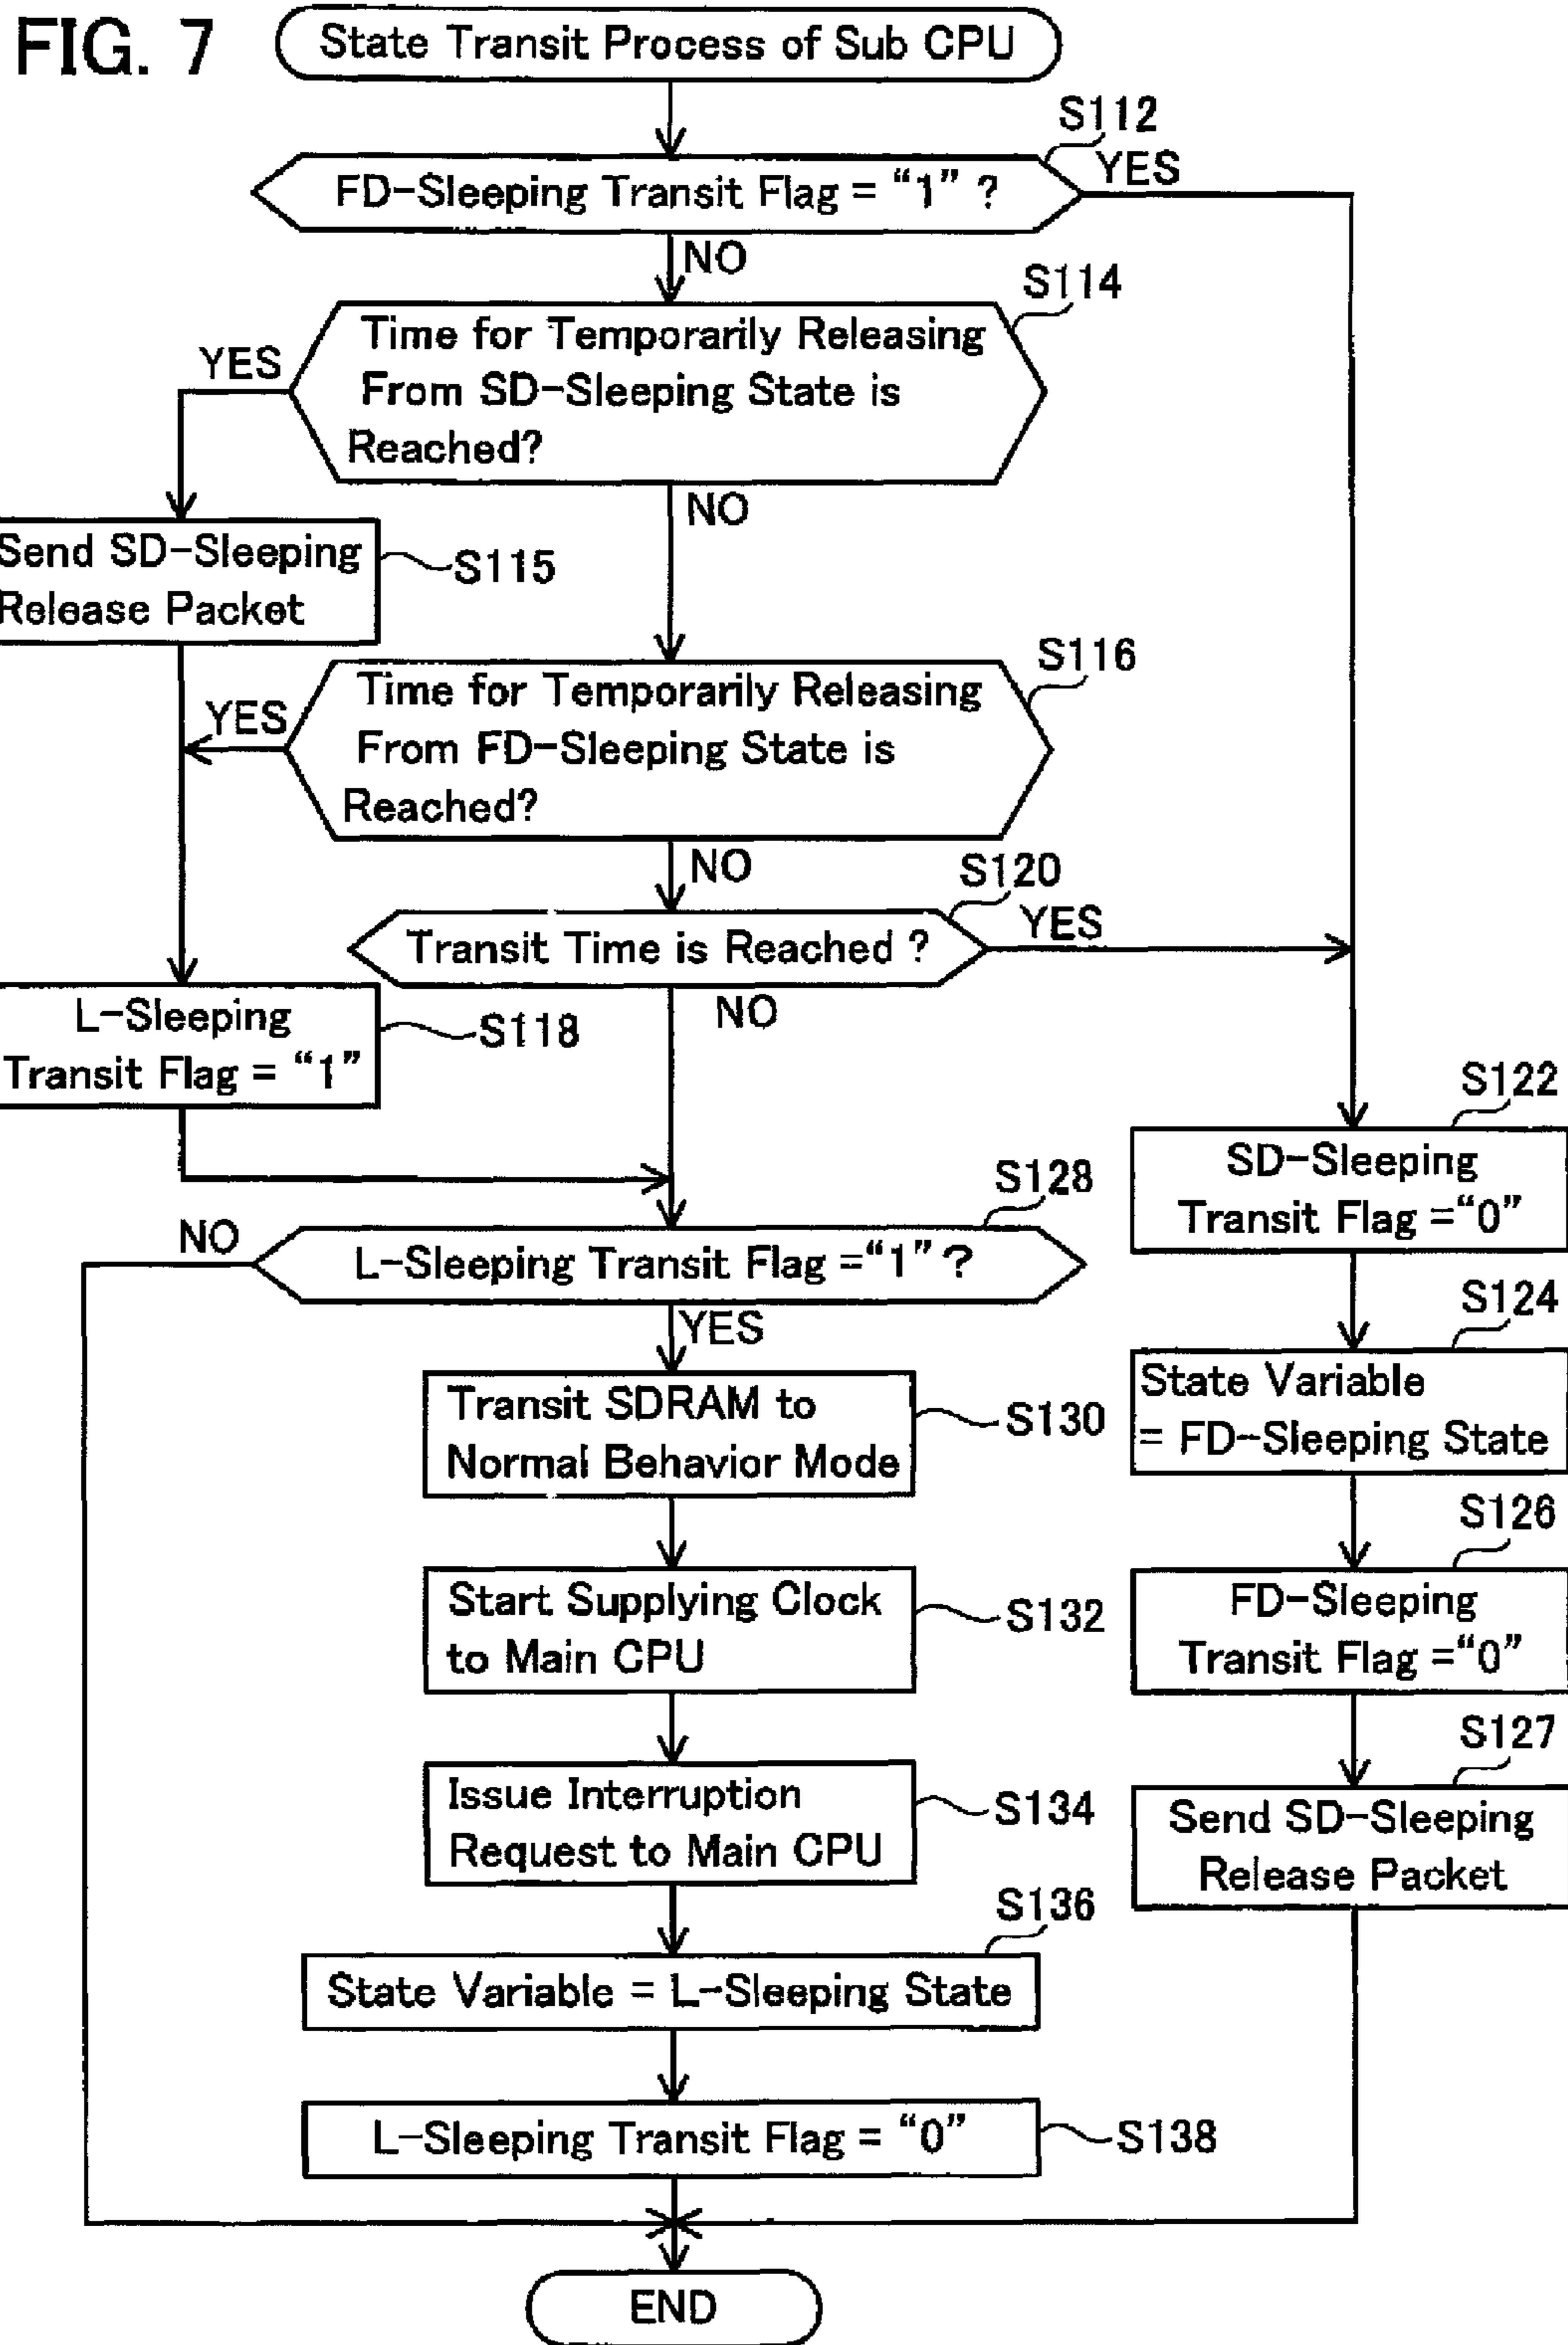 FIG. 7
State Transit Process of Sub CPU
S112
FD-Sleeping Transit Flag = “1” ?
YES
NO
S114
Time for Temporarily Releasing
From SD-Sleeping State is
Reached?
YES
NO
Send SD-Sleeping
Release Packet
S115
S116
Time for Temporarily Releasing
From FD-Sleeping State is
Reached?
YES
NO
S120
Transit Time is Reached ?
YES
NO
L-Sleeping
Transit Flag = “1”
S118
S122
SD-Sleeping
Transit Flag =“0”
S128
L-Sleeping Transit Flag =“1” ?
NO
YES
S124
State Variable
= FD-Sleeping State
Transit SDRAM to
Normal Behavior Mode
S130
S126
FD-Sleeping
Transit Flag =“0”
Start Supplying Clock
to Main CPU
S132
S127
Send SD-Sleeping
Release Packet
Issue Interruption
Request to Main CPU
S134
S136
State Variable = L-Sleeping State
L-Sleeping Transit Flag = “0”
S138
END